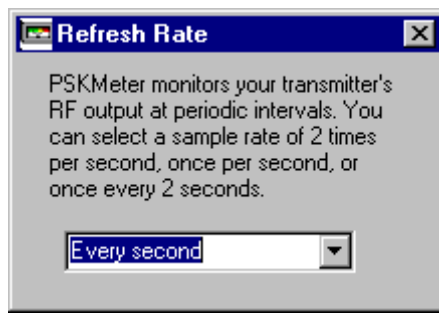 Refresh Rate
PSKMeter monitors your transmitter's
RF output at periodic intervals. You
can select a sample rate of 2 times
per second, once per second, or
once every 2 seconds.
Every second